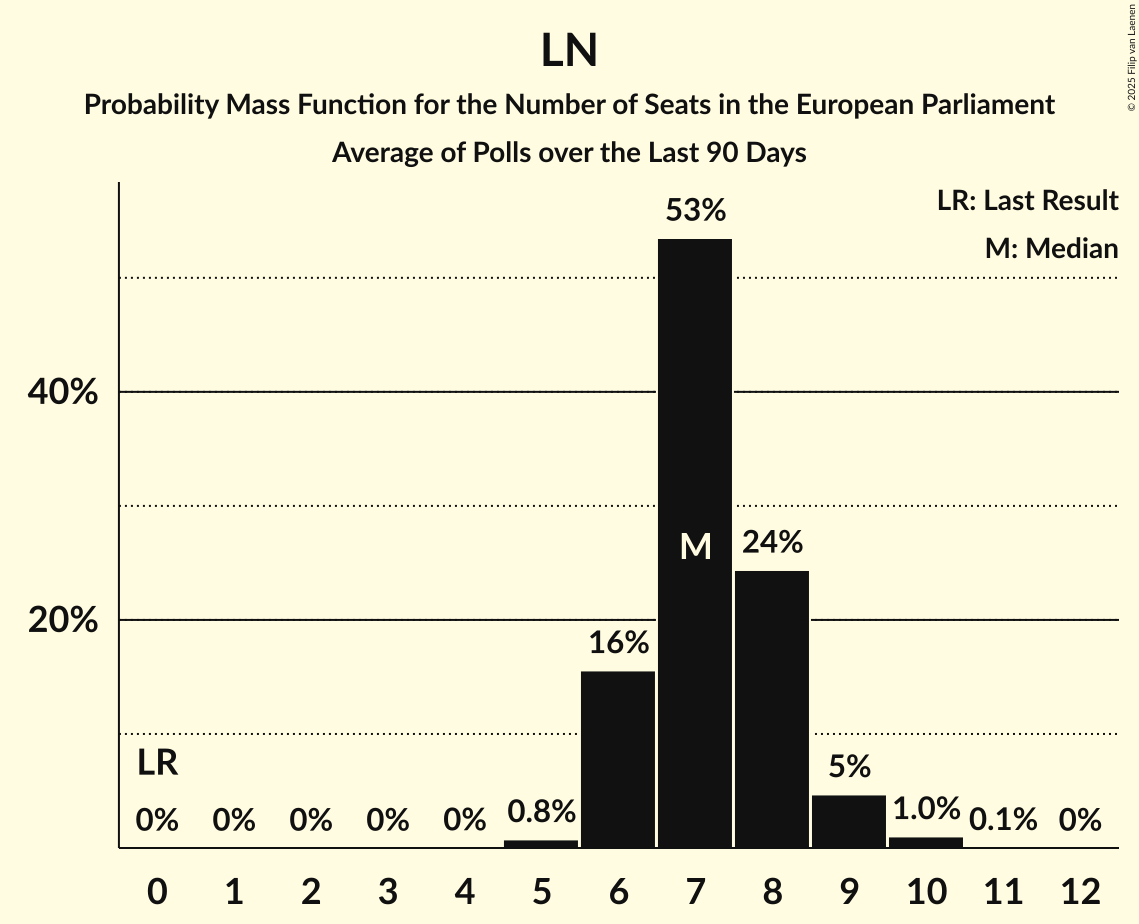 LN
Probability Mass Function for the Number of Seats in the European Parliament
Average of Polls over the Last 90 Days
© 2025 Filip van Laenen
LR: Last Result
M: Median
53%
40%
M
24%
20%
16%
LR
5%
0% 0% 0% 0% 0% 0.8% 1.0% 0.1% 0%
0 1 2 3 4 5 6 7 8 9 10 11 12